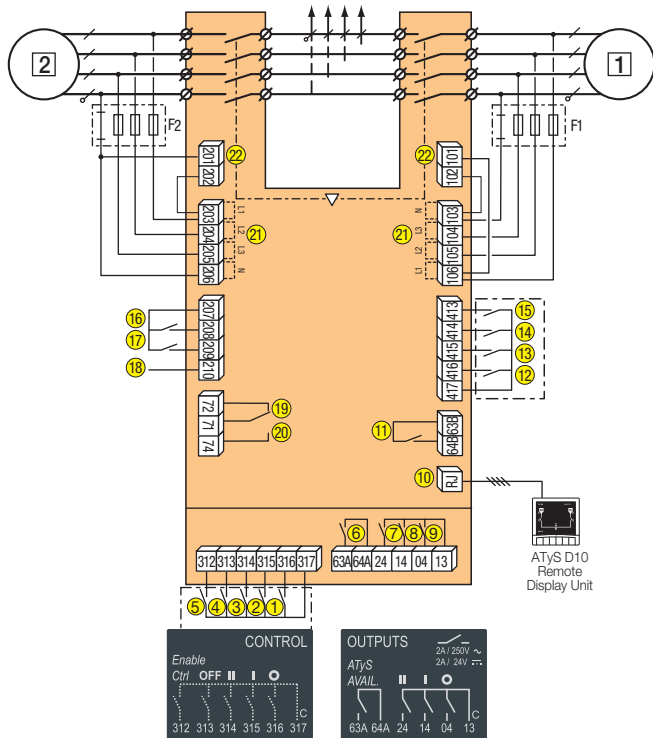 2
1
F2
F1
201
22
22
101
202
102
203
L1
N
103
204
L2
21
21
L3
104
205
L3
L2
105
206
N
L1
106
16
207
413
15
17
208
414
14
209
415
13
18
210
416
12
417
72
19
71
11
63B
74
20
64B
10
RJ
ATyS D10
Remote
Display Unit
6
7
8
9
312
313
314
315
316
317
63A
64A
24
14
04
13
5
4
3
2
1
CONTROL
Enable
Ctrl OFF II I O
C
312 313 314 315 316 317
OUTPUTS
2A / 250V ~
2A / 24V ⎓
ATyS
AVAIL. II I O
C
63A 64A 24 14 04 13